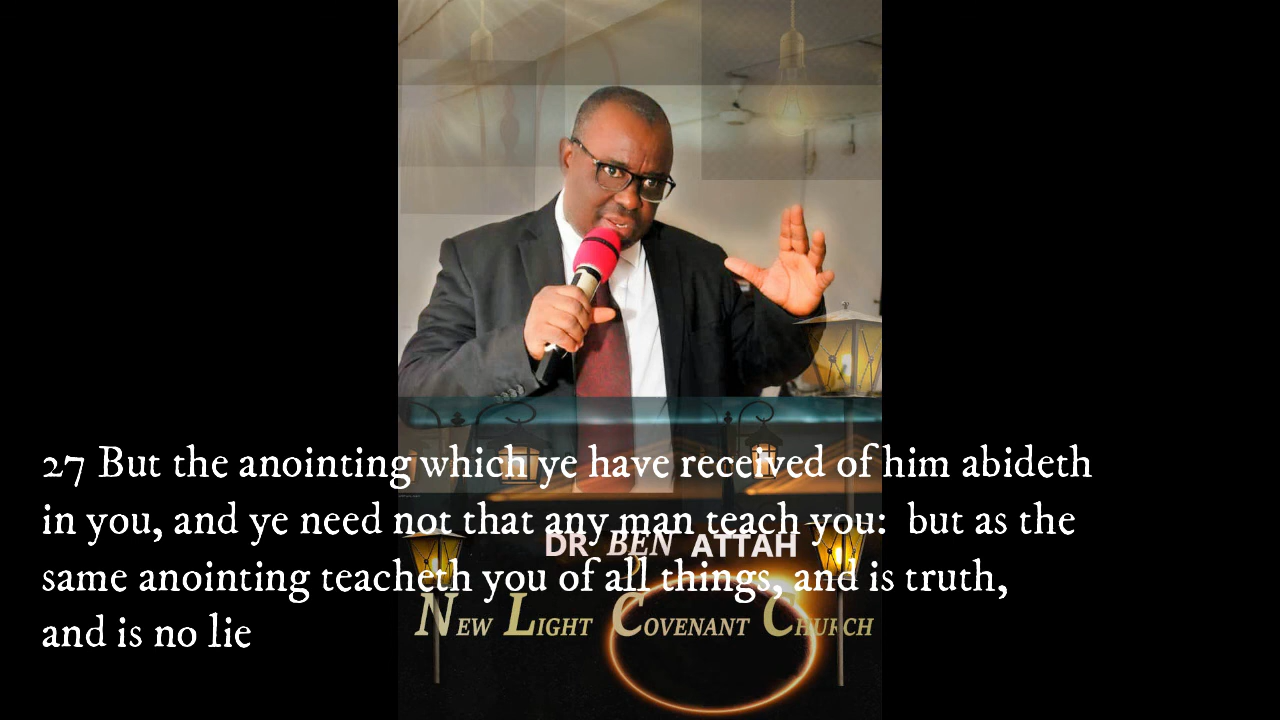 27 But the anointing which ye have received of him abideth
in you, and ye need not that any man teach you:  but as the
same anointing teacheth you of all things, and is truth,
and is no lie
DR BEN ATTAH
NEW LIGHT COVENANT CHURCH